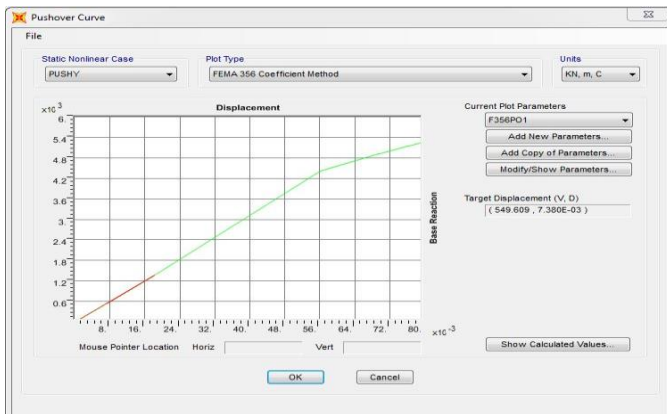 Pushover Curve
File
Static Nonlinear Case
PUSHY
Plot Type
FEMA 356 Coefficient Method
Units
KN, m, C
x10 3
Displacement
6.
5.4
4.8
4.2
3.6
3.
2.4
1.8
1.2
0.6
8. 16. 24. 32. 40. 48. 56. 64. 72. 80. x10 -3
Base Reaction
Mouse Pointer Location Horiz Vert
Current Plot Parameters
F356PO1
Add New Parameters...
Add Copy of Parameters...
Modify/Show Parameters...
Target Displacement (V, D)
( 549.609 , 7.380E-03 )
Show Calculated Values...
OK Cancel